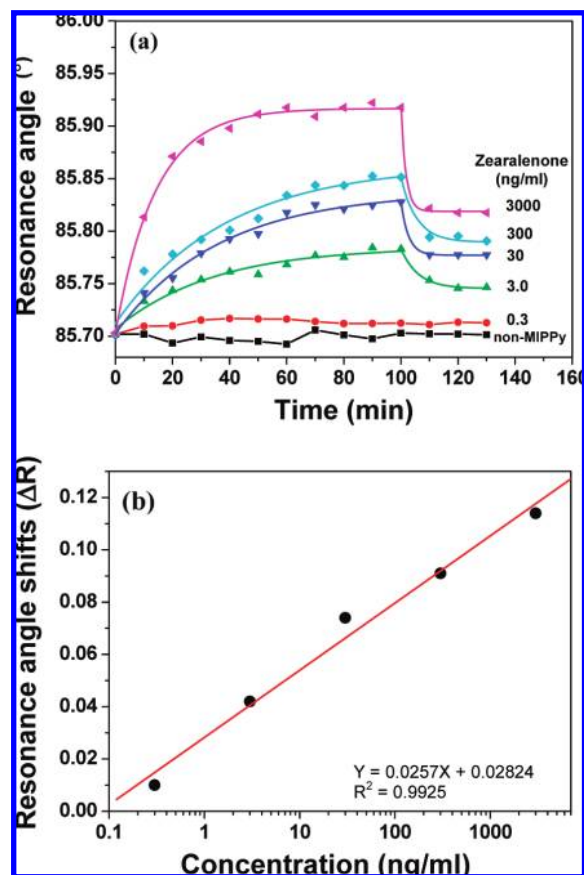 86.00
(a)
85.95
85.90
85.85
85.80
85.75
85.70
Resonance angle (°)
Zearalenone
(ng/ml)
3000
300
30
3.0
0.3
non-MIPPy
0 20 40 60 80 100 120 140 160
Time (min)
(b)
0.12
0.10
0.08
0.06
0.04
0.02
0.00
Resonance angle shifts (ΔR)
Y = 0.0257X + 0.02824
R² = 0.9925
0.1 1 10 100 1000
Concentration (ng/ml)